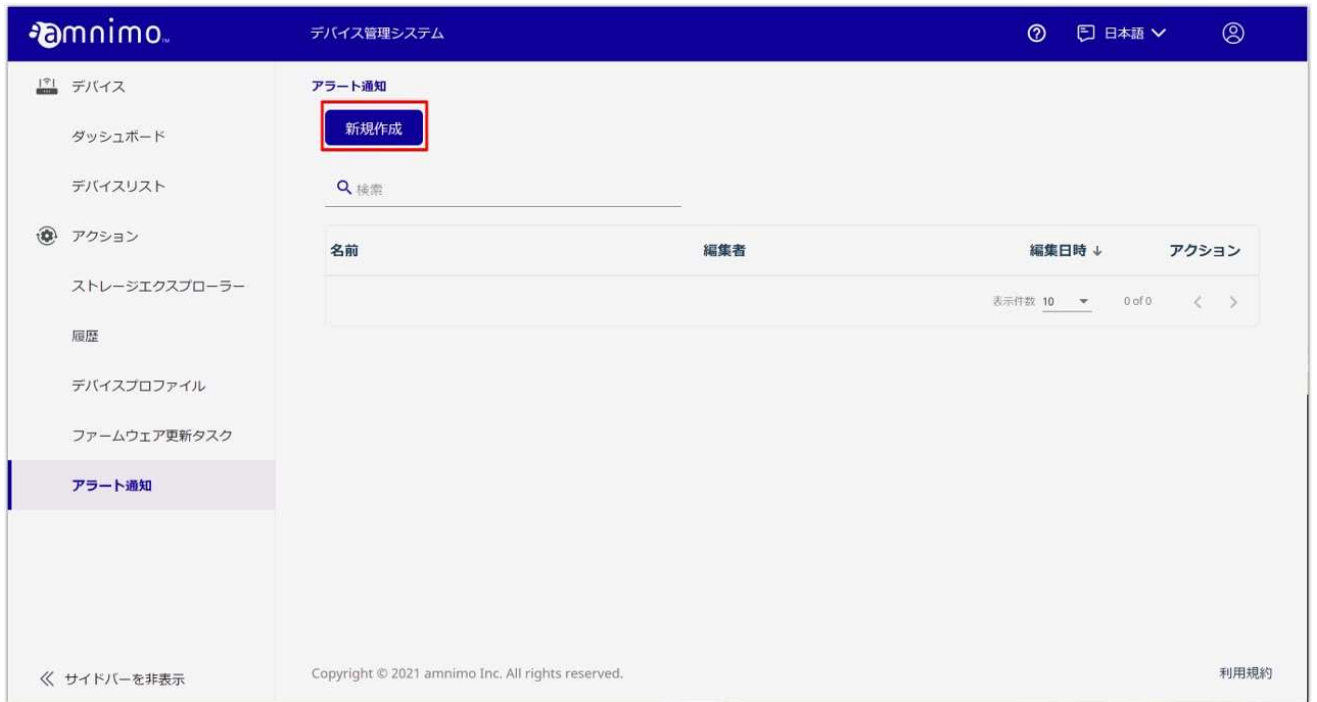 amnimo
デバイス管理システム
日本語
デバイス
ダッシュボード
デバイスリスト
アクション
ストレージエクスプローラー
履歴
デバイスプロファイル
ファームウェア更新タスク
アラート通知
サイドバーを非表示
アラート通知
新規作成
検索
名前 編集者 編集日時 アクション
表示件数 10 0 of 0
Copyright © 2021 amnimo Inc. All rights reserved.
利用規約